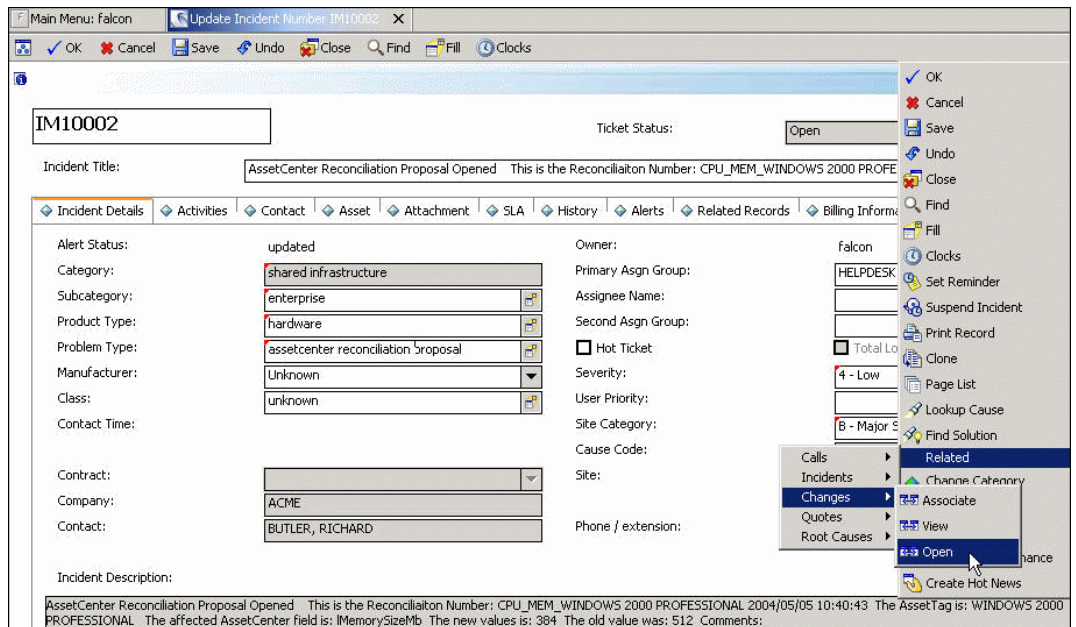 Main Menu: falcon Update Incident Number IM10002 X
OK Cancel Save Undo Close Find Fill Clocks
OK
Cancel
IM10002 Ticket Status: Open Save
Undo
Incident Title: AssetCenter Reconciliation Proposal Opened This is the Reconciliaiton Number: CPU_MEM_WINDOWS 2000 PROFE Close
Find
Incident Details Activities Contact Asset Attachment SLA History Alerts Related Records Billing Informa
Fill
Alert Status: updated Owner: falcon Clocks
Category: shared infrastructure Primary Asgn Group: HELPDESK Set Reminder
Subcategory: enterprise Assignee Name: Suspend Incident
Product Type: hardware Second Asgn Group: Print Record
Problem Type: assetcenter reconciliation proposal Hot Ticket Total Lo Clone
Manufacturer: Unknown Severity: 4 - Low Page List
Class: unknown User Priority: Lookup Cause
Contact Time: Site Category: B - Major S Find Solution
Cause Code: Calls Related
Contract: Site: Incidents Change Category
Company: ACME Changes Associate
Quotes View
Contact: BUTLER, RICHARD Phone / extension: Root Causes
Open nance
Incident Description: Create Hot News
AssetCenter Reconciliation Proposal Opened This is the Reconciliaiton Number: CPU_MEM_WINDOWS 2000 PROFESSIONAL 2004/05/05 10:40:43 The AssetTag is: WINDOWS 2000
PROFESSIONAL The affected AssetCenter field is: lMemorySizeMb The new values is: 384 The old value was: 512 Comments: